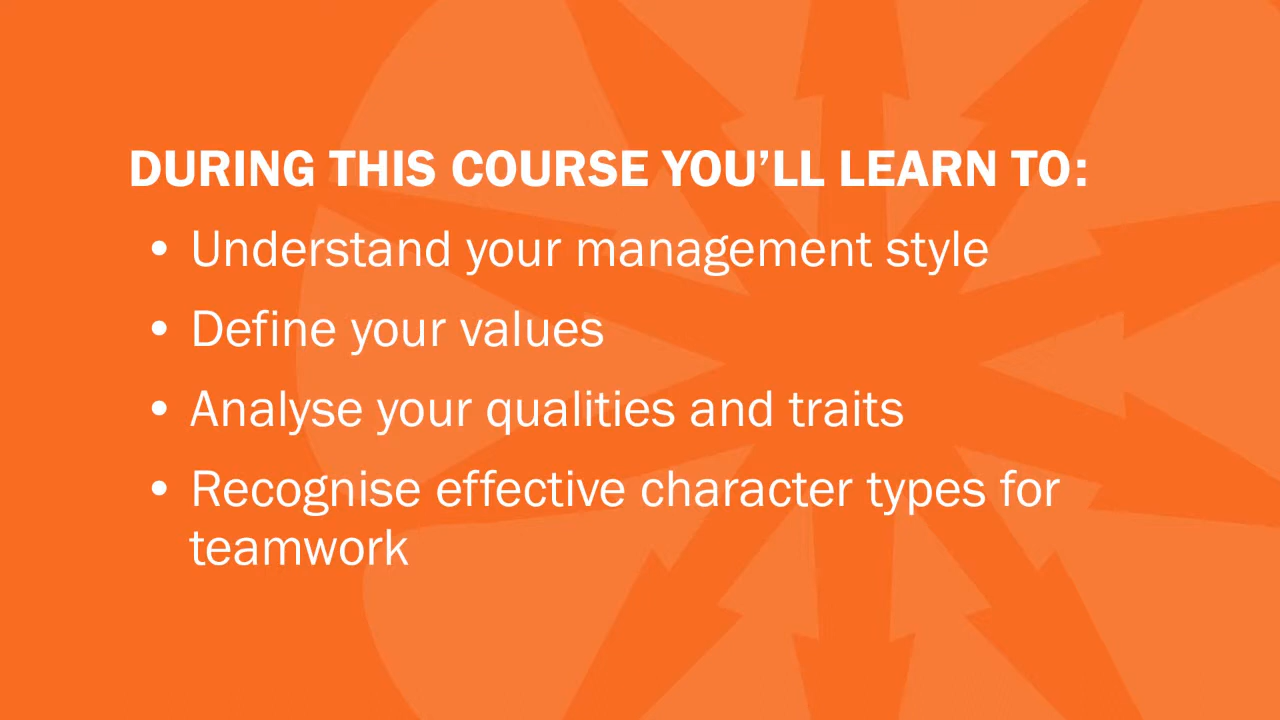 DURING THIS COURSE YOU’LL LEARN TO:
• Understand your management style
• Define your values
• Analyse your qualities and traits
• Recognise effective character types for
teamwork